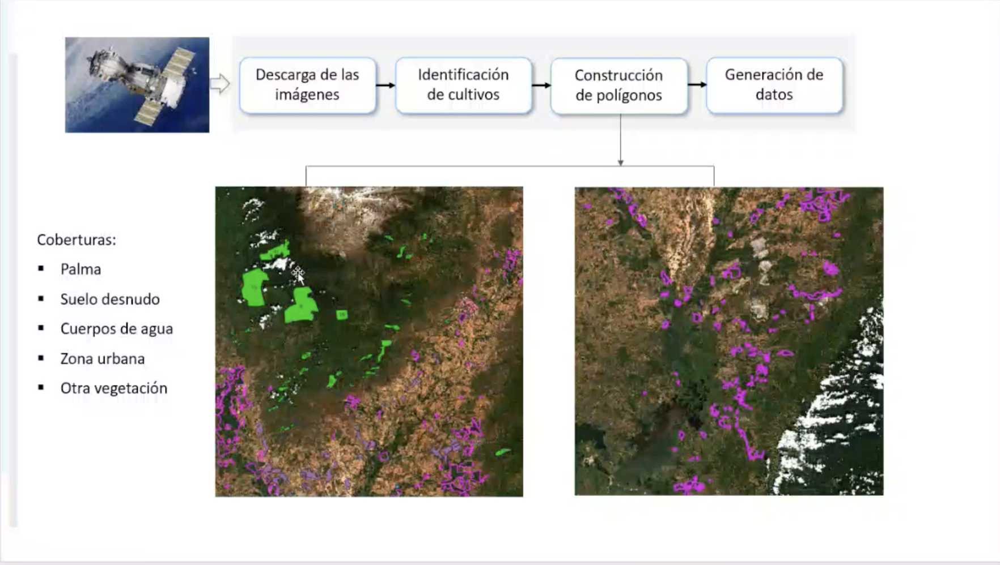 Descarga de las
imágenes
Identificación
de cultivos
Construcción
de polígonos
Generación de
datos
Coberturas:
Palma
Suelo desnudo
Cuerpos de agua
Zona urbana
Otra vegetación